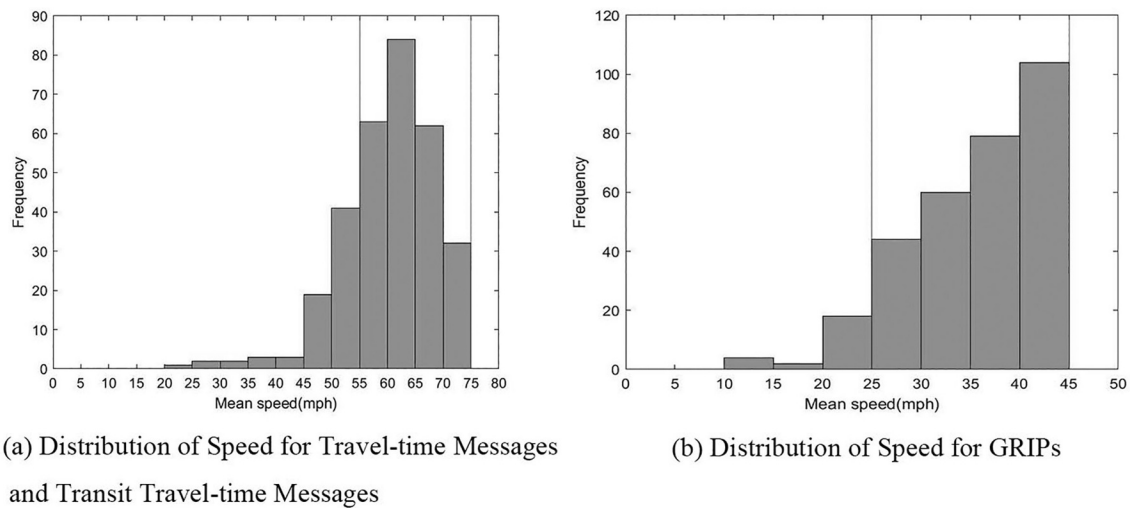 90
80
70
60
50
40
30
20
10
0
Frequency
0 5 10 15 20 25 30 35 40 45 50 55 60 65 70 75 80
Mean speed(mph)
(a) Distribution of Speed for Travel-time Messages
and Transit Travel-time Messages
120
100
80
60
40
20
0
Frequency
0 5 10 15 20 25 30 35 40 45 50
Mean speed(mph)
(b) Distribution of Speed for GRIPs